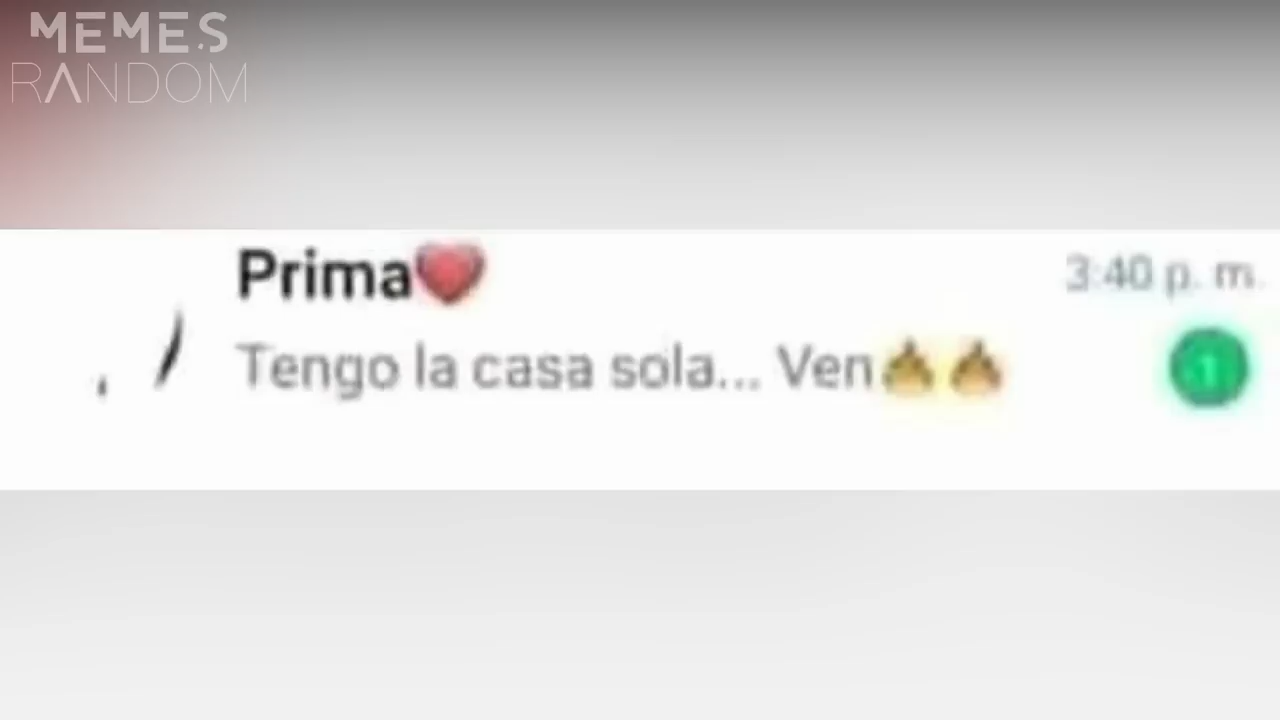 MEMES
RANDOM
Prima❤️
3:40 p. m.
Tengo la casa sola... Ven🔥🔥
1